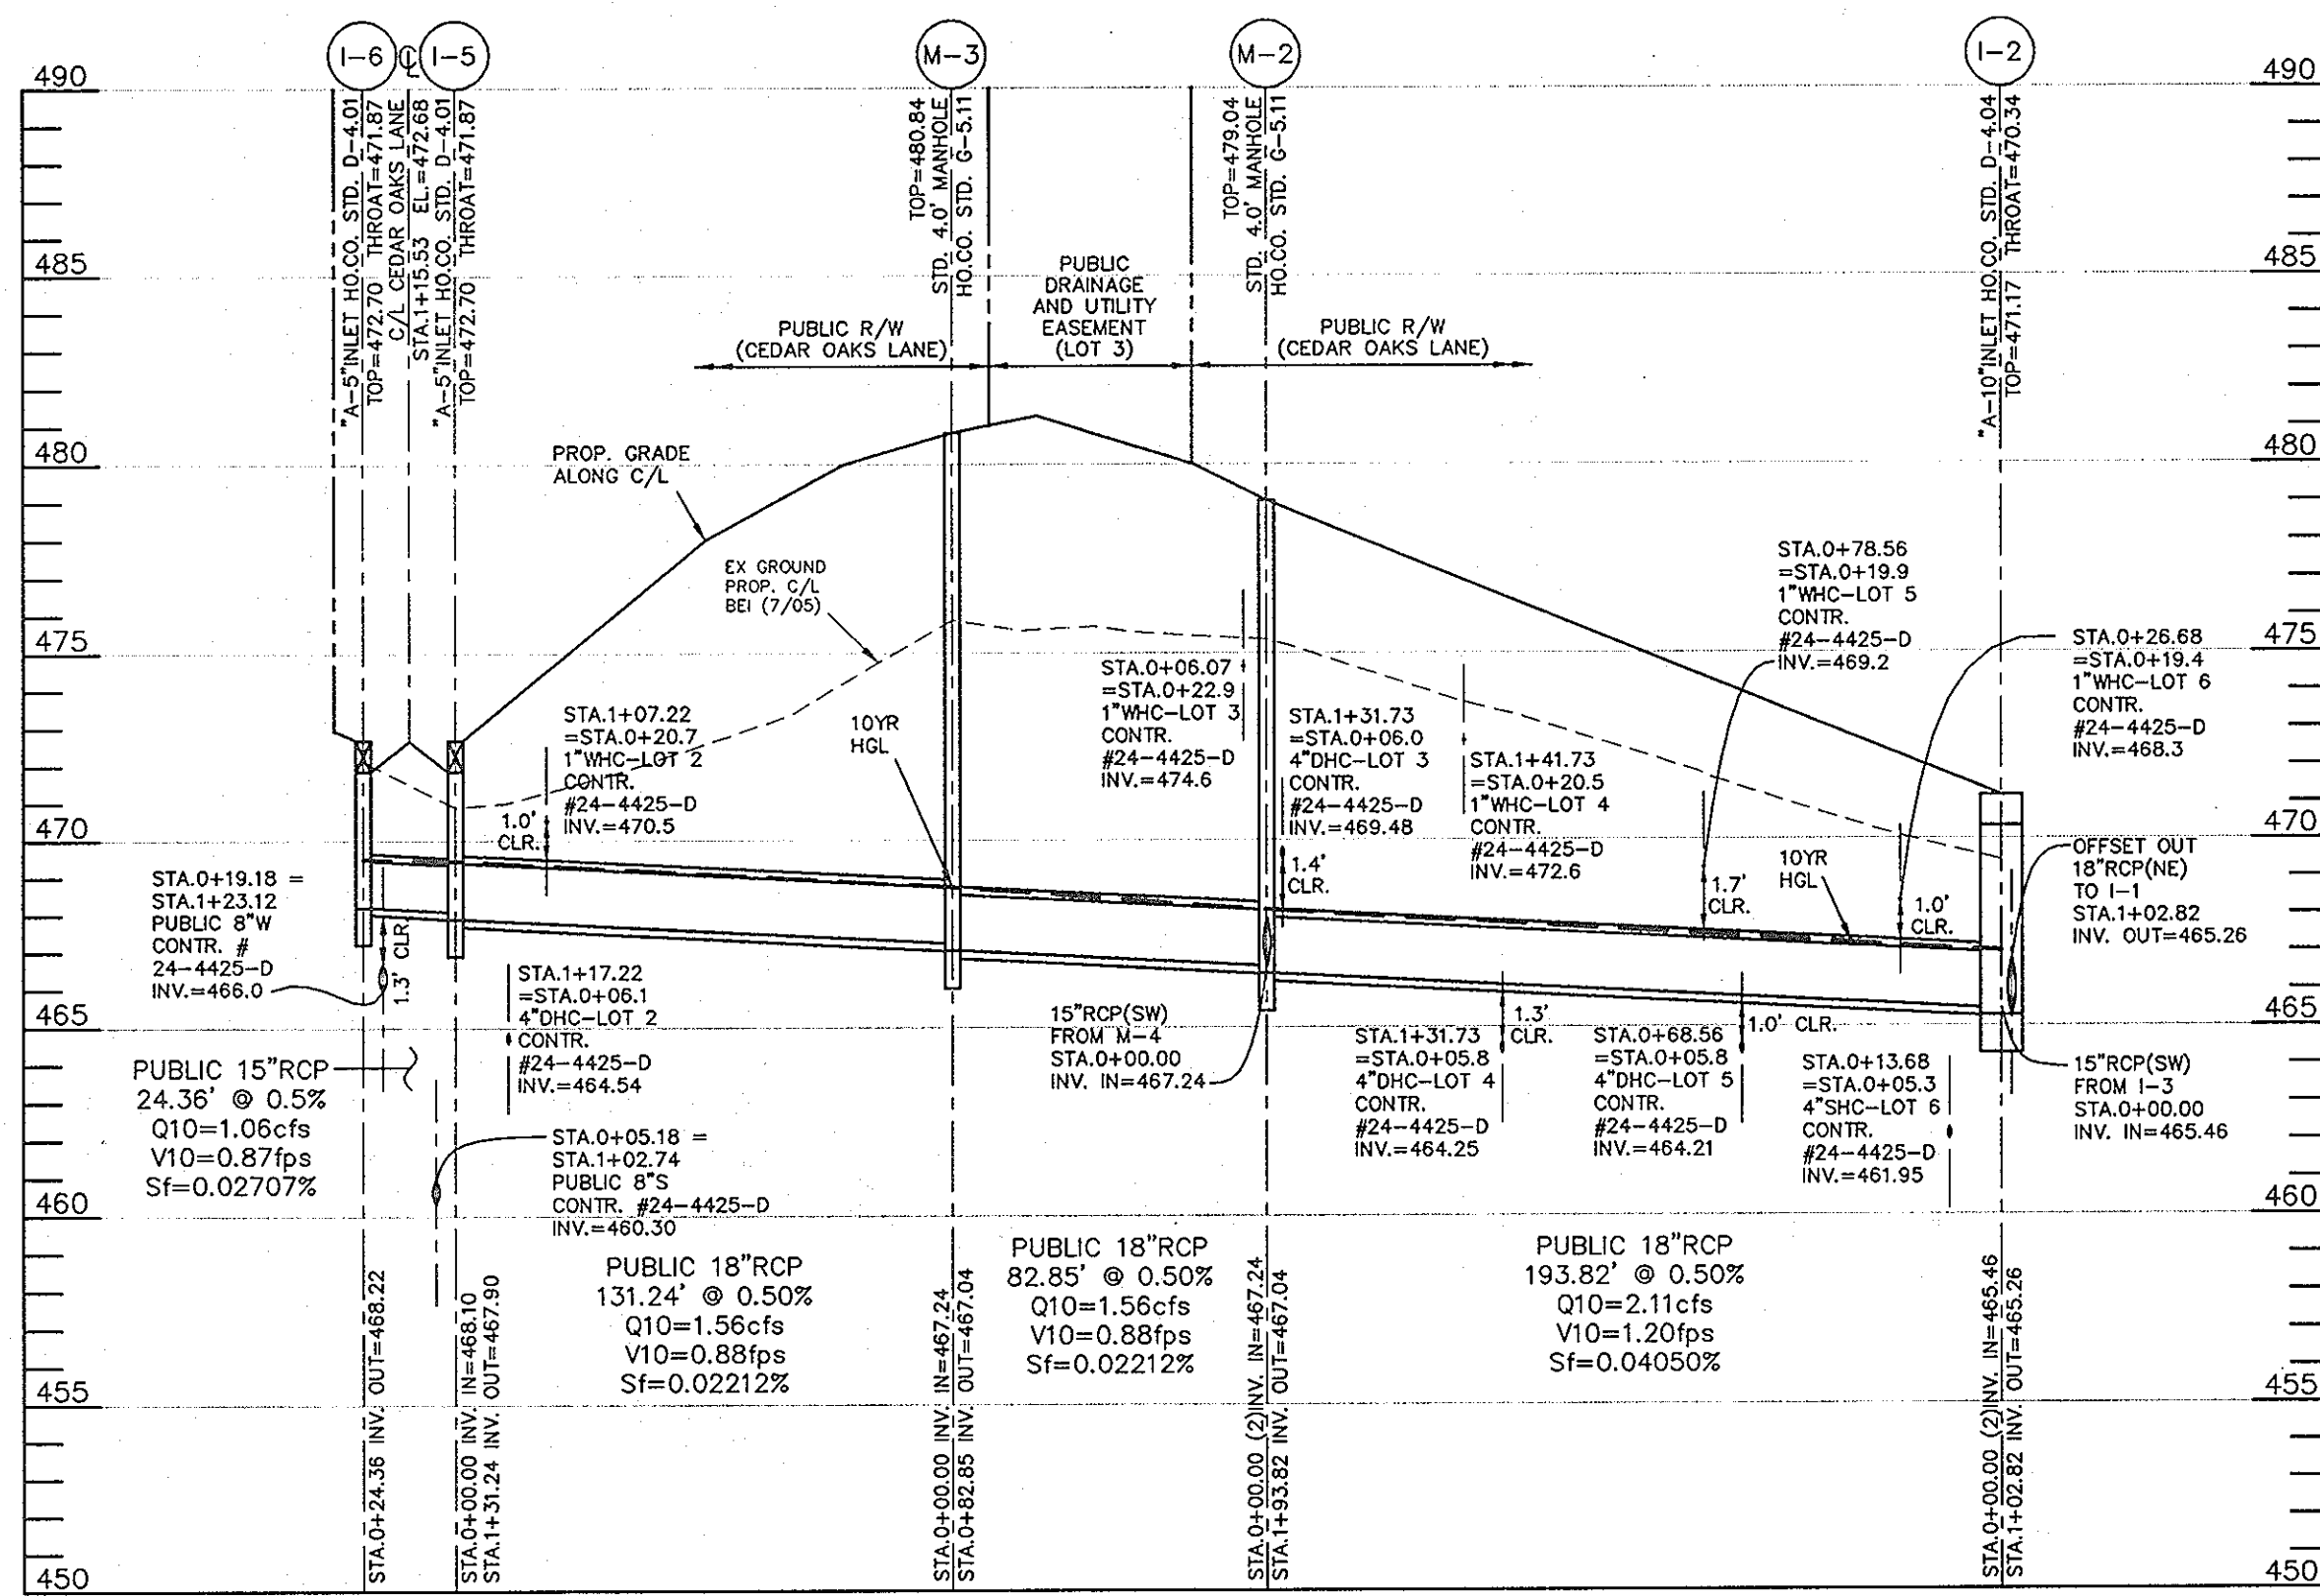 I-6
C/L
I-5
M-3
M-2
I-2
490
485
480
475
470
465
460
455
450
490
485
480
475
470
465
460
455
450
"A-5"INLET HO.CO. STD. D-4.01
TOP=472.70 THROAT=471.87
C/L CEDAR OAKS LANE
STA.1+15.53 EL.=472.68
"A-5"INLET HO.CO. STD. D-4.01
TOP=472.70 THROAT=471.87
TOP=480.84
STD. 4.0' MANHOLE
HO.CO. STD. G-5.11
TOP=479.04
STD. 4.0' MANHOLE
HO.CO. STD. G-5.11
"A-10"INLET HO.CO. STD. D-4.04
TOP=471.17 THROAT=470.34
PUBLIC R/W
(CEDAR OAKS LANE)
PUBLIC
DRAINAGE
AND UTILITY
EASEMENT
(LOT 3)
PUBLIC R/W
(CEDAR OAKS LANE)
PROP. GRADE
ALONG C/L
EX GROUND
PROP. C/L
BEI (7/05)
STA.1+07.22
=STA.0+20.7
1"WHC-LOT 2
CONTR.
#24-4425-D
INV.=470.5
1.0'
CLR.
10YR
HGL
STA.0+06.07
=STA.0+22.9
1"WHC-LOT 3
CONTR.
#24-4425-D
INV.=474.6
STA.1+31.73
=STA.0+06.0
4"DHC-LOT 3
CONTR.
#24-4425-D
INV.=469.48
1.4'
CLR.
STA.1+41.73
=STA.0+20.5
1"WHC-LOT 4
CONTR.
#24-4425-D
INV.=472.6
STA.0+78.56
=STA.0+19.9
1"WHC-LOT 5
CONTR.
#24-4425-D
INV.=469.2
1.7'
CLR.
10YR
HGL
STA.0+26.68
=STA.0+19.4
1"WHC-LOT 6
CONTR.
#24-4425-D
INV.=468.3
1.0'
CLR.
OFFSET OUT
18"RCP(NE)
TO I-1
STA.1+02.82
INV. OUT=465.26
STA.0+19.18 =
STA.1+23.12
PUBLIC 8"W
CONTR. #
24-4425-D
INV.=466.0
1.3' CLR.
STA.1+17.22
=STA.0+06.1
4"DHC-LOT 2
CONTR.
#24-4425-D
INV.=464.54
15"RCP(SW)
FROM M-4
STA.0+00.00
INV. IN=467.24
STA.1+31.73
=STA.0+05.8
4"DHC-LOT 4
CONTR.
#24-4425-D
INV.=464.25
1.3'
CLR.
STA.0+68.56
=STA.0+05.8
4"DHC-LOT 5
CONTR.
#24-4425-D
INV.=464.21
1.0' CLR.
STA.0+13.68
=STA.0+05.3
4"SHC-LOT 6
CONTR.
#24-4425-D
INV.=461.95
15"RCP(SW)
FROM I-3
STA.0+00.00
INV. IN=465.46
PUBLIC 15"RCP
24.36' @ 0.5%
Q10=1.06cfs
V10=0.87fps
Sf=0.02707%
STA.0+05.18 =
STA.1+02.74
PUBLIC 8"S
CONTR. #24-4425-D
INV.=460.30
PUBLIC 18"RCP
131.24' @ 0.50%
Q10=1.56cfs
V10=0.88fps
Sf=0.02212%
PUBLIC 18"RCP
82.85' @ 0.50%
Q10=1.56cfs
V10=0.88fps
Sf=0.02212%
PUBLIC 18"RCP
193.82' @ 0.50%
Q10=2.11cfs
V10=1.20fps
Sf=0.04050%
STA.0+24.36 INV. OUT=468.22
STA.0+00.00 INV. IN=468.10
STA.1+31.24 INV. OUT=467.90
STA.0+00.00 INV. IN=467.24
STA.0+82.85 INV. OUT=467.04
STA.0+00.00 (2)INV. IN=467.24
STA.1+93.82 INV. OUT=467.04
STA.0+00.00 (2)INV. IN=465.46
STA.1+02.82 INV. OUT=465.26